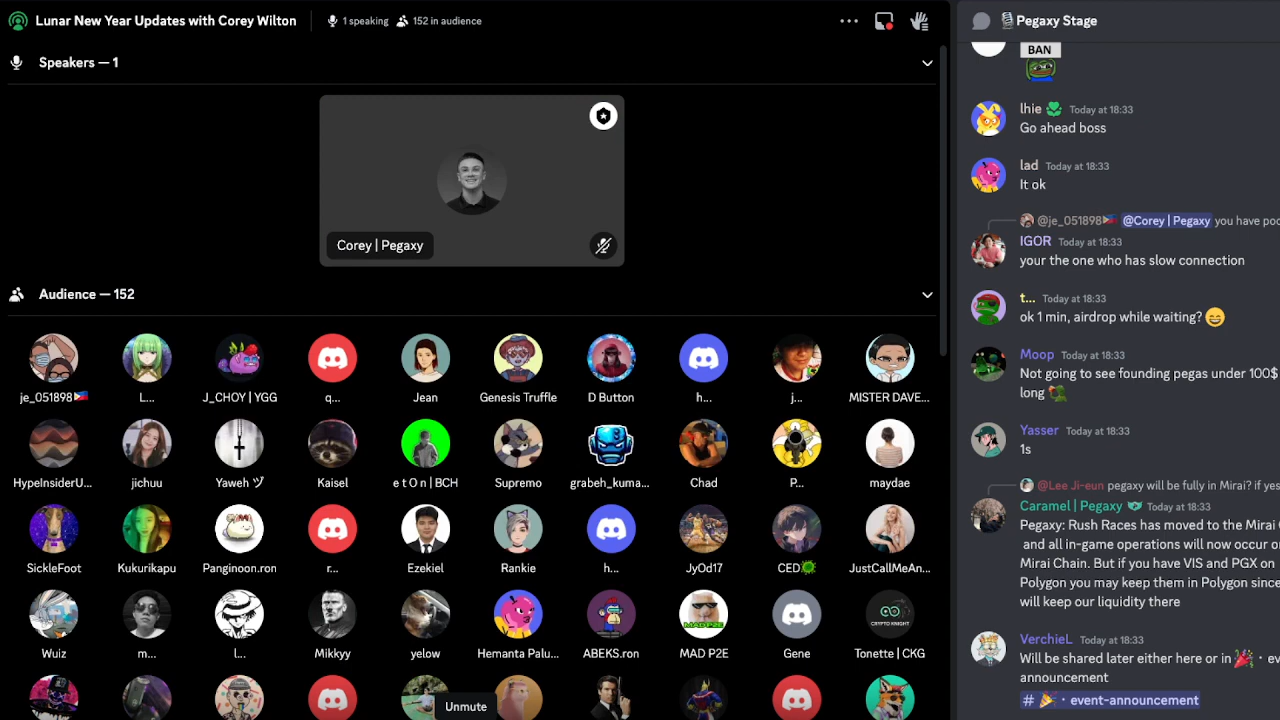 Lunar New Year Updates with Corey Wilton
1 speaking
152 in audience
Speakers — 1
Corey | Pegaxy
Audience — 152
je_051898🇵🇭
L...
J_CHOY | YGG
q...
Jean
Genesis Truffle
D Button
h...
j...
MISTER DAVE...
HypeInsiderU...
jichuu
Yaweh ヅ
Kaisel
e t O n | BCH
Supremo
grabeh_kuma...
Chad
P...
maydae
SickleFoot
Kukurikapu
Panginoon.ron
r...
Ezekiel
Rankie
h...
JyOd17
CED
JustCallMeAn...
Wuiz
m...
l...
Mikkyy
yelow
Hemanta Palu...
ABEKS.ron
MAD P2E
MAD P2E
Gene
CRYPTO KNIGHT
Tonette | CKG
Unmute
Pegaxy Stage
BAN
lhie Today at 18:33
Go ahead boss
lad Today at 18:33
It ok
@je_051898🇵🇭 @Corey | Pegaxy you have poo
IGOR Today at 18:33
your the one who has slow connection
t... Today at 18:33
ok 1 min, airdrop while waiting? 😄
Moop Today at 18:33
Not going to see founding pegas under 100$
long
Yasser Today at 18:33
1s
@Lee Ji-eun pegaxy will be fully in Mirai? if yes
Caramel | Pegaxy Today at 18:33
Pegaxy: Rush Races has moved to the Mirai
and all in-game operations will now occur on
Mirai Chain. But if you have VIS and PGX on
Polygon you may keep them in Polygon since
will keep our liquidity there
VerchieL Today at 18:33
Will be shared later either here or in 🎉・ev
announcement
# 🎉・event-announcement